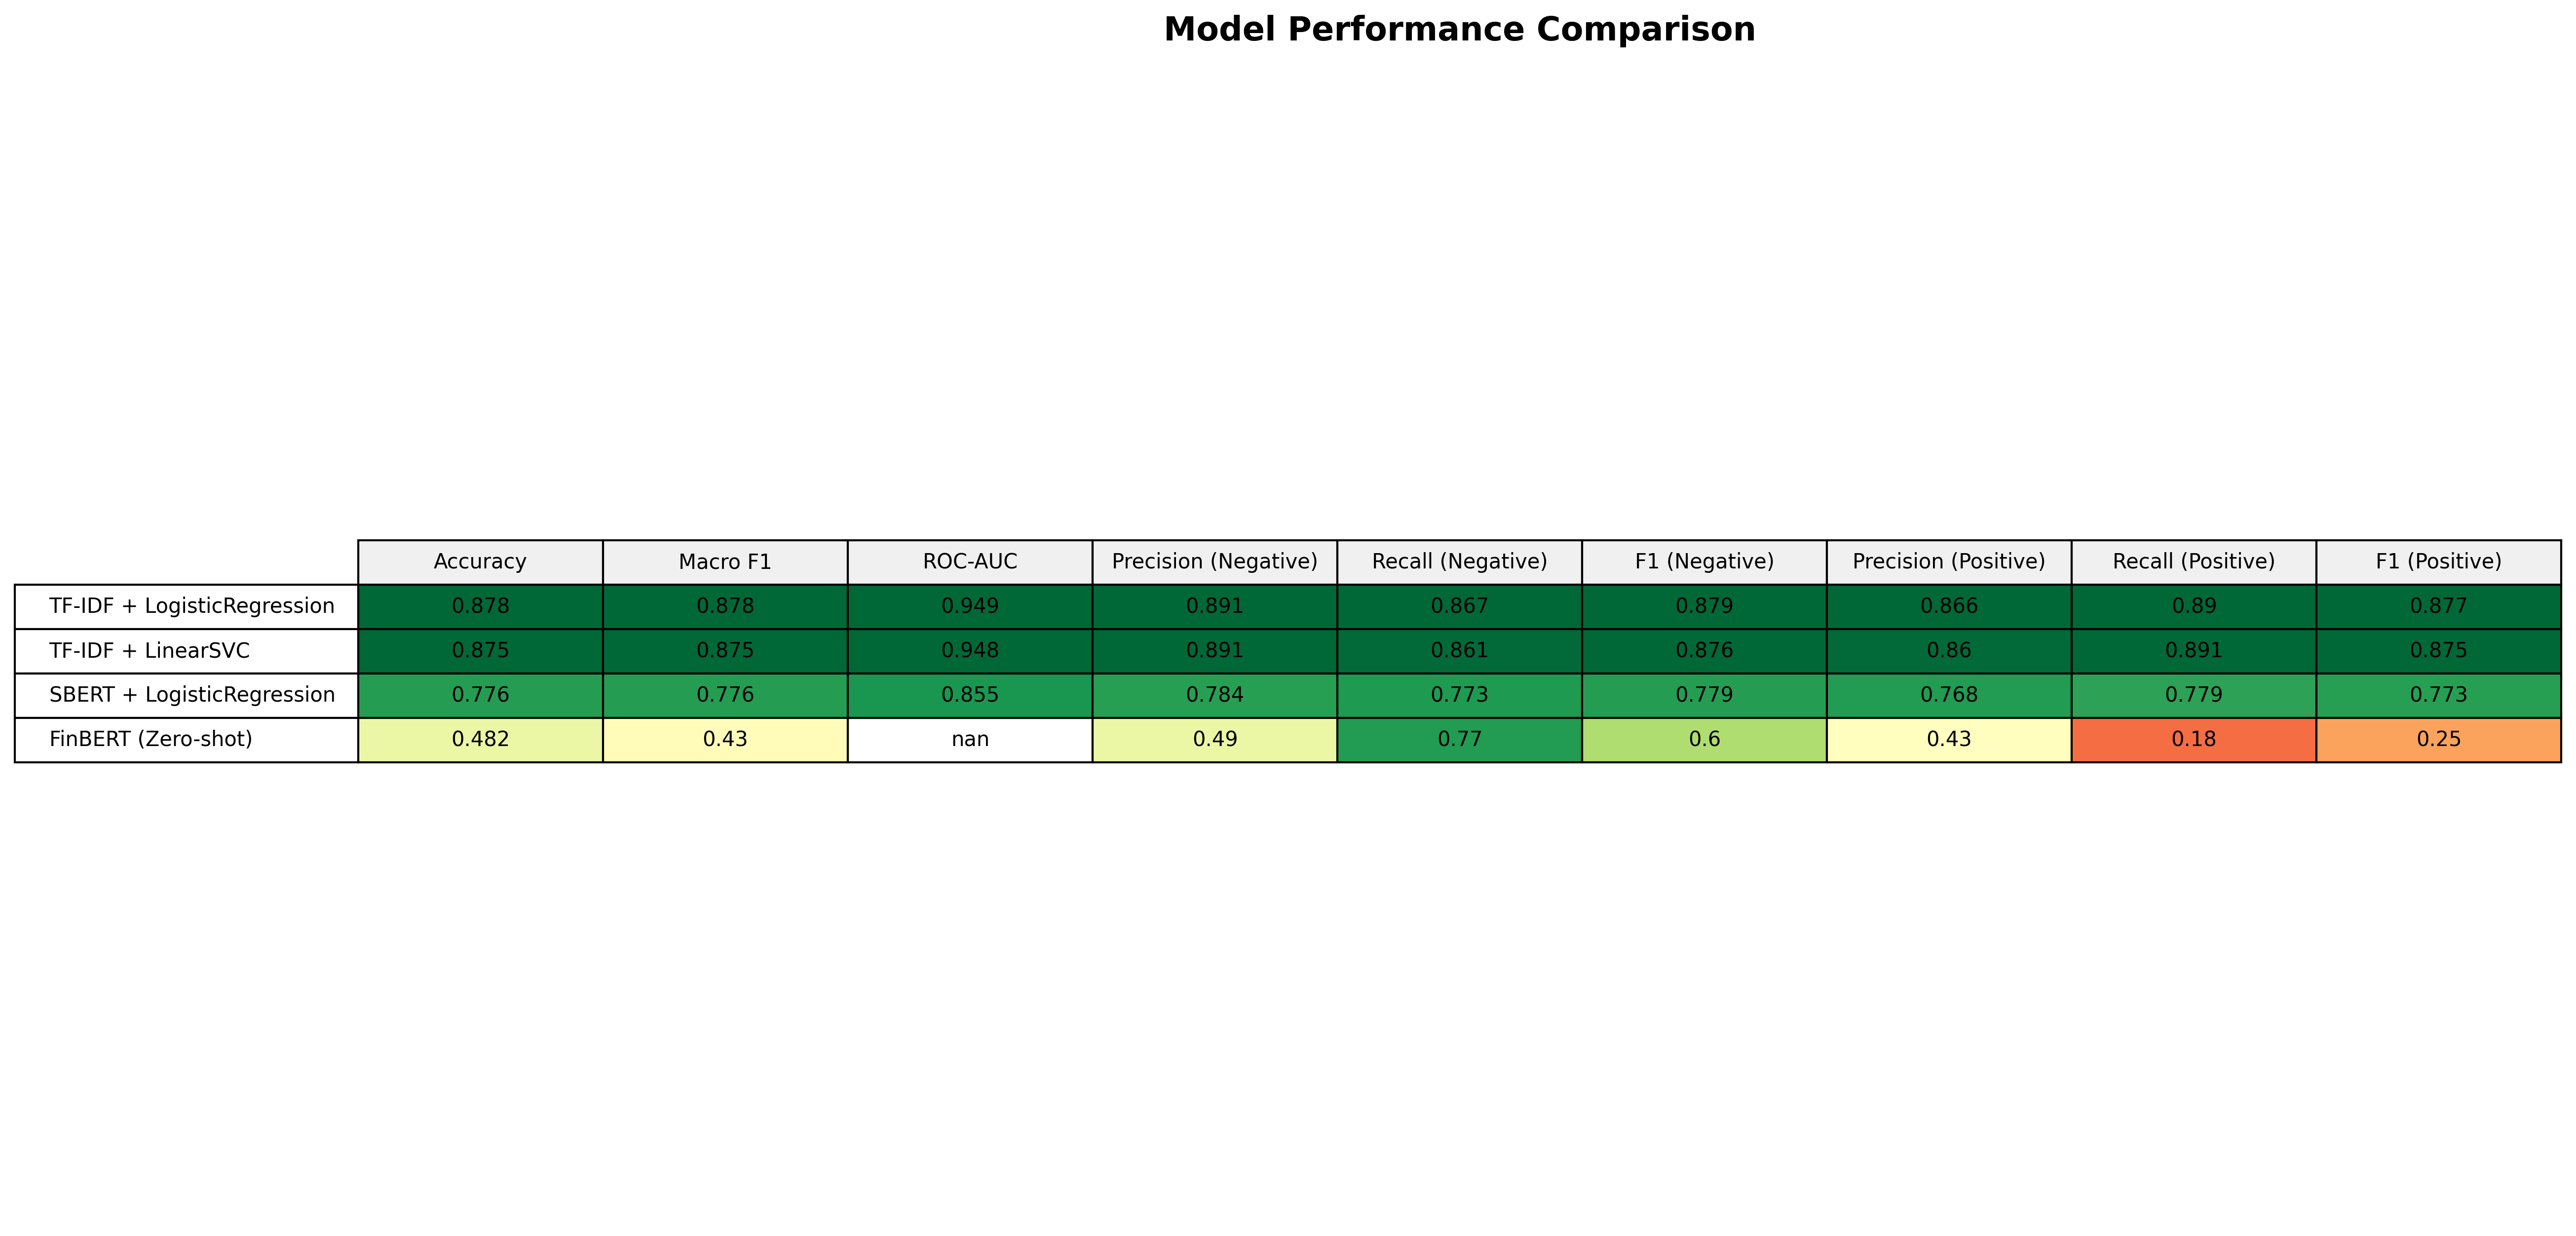 Model Performance Comparison
Accuracy Macro F1 ROC-AUC Precision (Negative) Recall (Negative) F1 (Negative) Precision (Positive) Recall (Positive) F1 (Positive)
TF-IDF + LogisticRegression 0.878 0.878 0.949 0.891 0.867 0.879 0.866 0.89 0.877
TF-IDF + LinearSVC 0.875 0.875 0.948 0.891 0.861 0.876 0.86 0.891 0.875
SBERT + LogisticRegression 0.776 0.776 0.855 0.784 0.773 0.779 0.768 0.779 0.773
FinBERT (Zero-shot) 0.482 0.43 nan 0.49 0.77 0.6 0.43 0.18 0.25